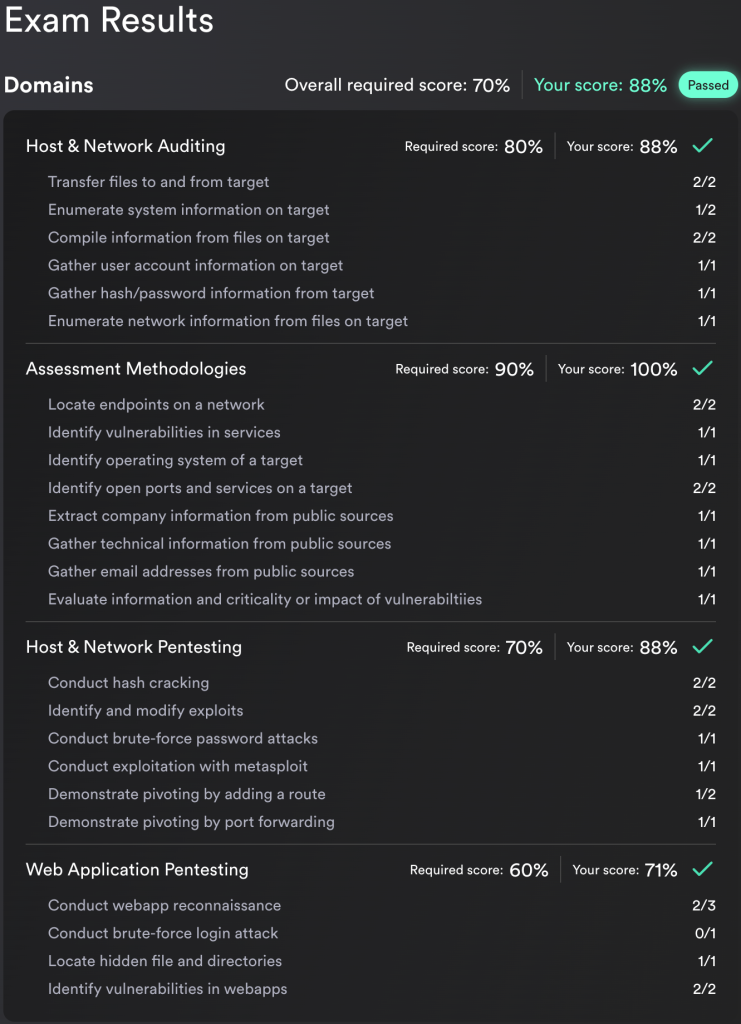 Exam Results
Domains Overall required score: 70% Your score: 88% Passed
Host & Network Auditing Required score: 80% Your score: 88%
Transfer files to and from target 2/2
Enumerate system information on target 1/2
Compile information from files on target 2/2
Gather user account information on target 1/1
Gather hash/password information from target 1/1
Enumerate network information from files on target 1/1
Assessment Methodologies Required score: 90% Your score: 100%
Locate endpoints on a network 2/2
Identify vulnerabilities in services 1/1
Identify operating system of a target 1/1
Identify open ports and services on a target 2/2
Extract company information from public sources 1/1
Gather technical information from public sources 1/1
Gather email addresses from public sources 1/1
Evaluate information and criticality or impact of vulnerabiltiies 1/1
Host & Network Pentesting Required score: 70% Your score: 88%
Conduct hash cracking 2/2
Identify and modify exploits 2/2
Conduct brute-force password attacks 1/1
Conduct exploitation with metasploit 1/1
Demonstrate pivoting by adding a route 1/2
Demonstrate pivoting by port forwarding 1/1
Web Application Pentesting Required score: 60% Your score: 71%
Conduct webapp reconnaissance 2/3
Conduct brute-force login attack 0/1
Locate hidden file and directories 1/1
Identify vulnerabilities in webapps 2/2